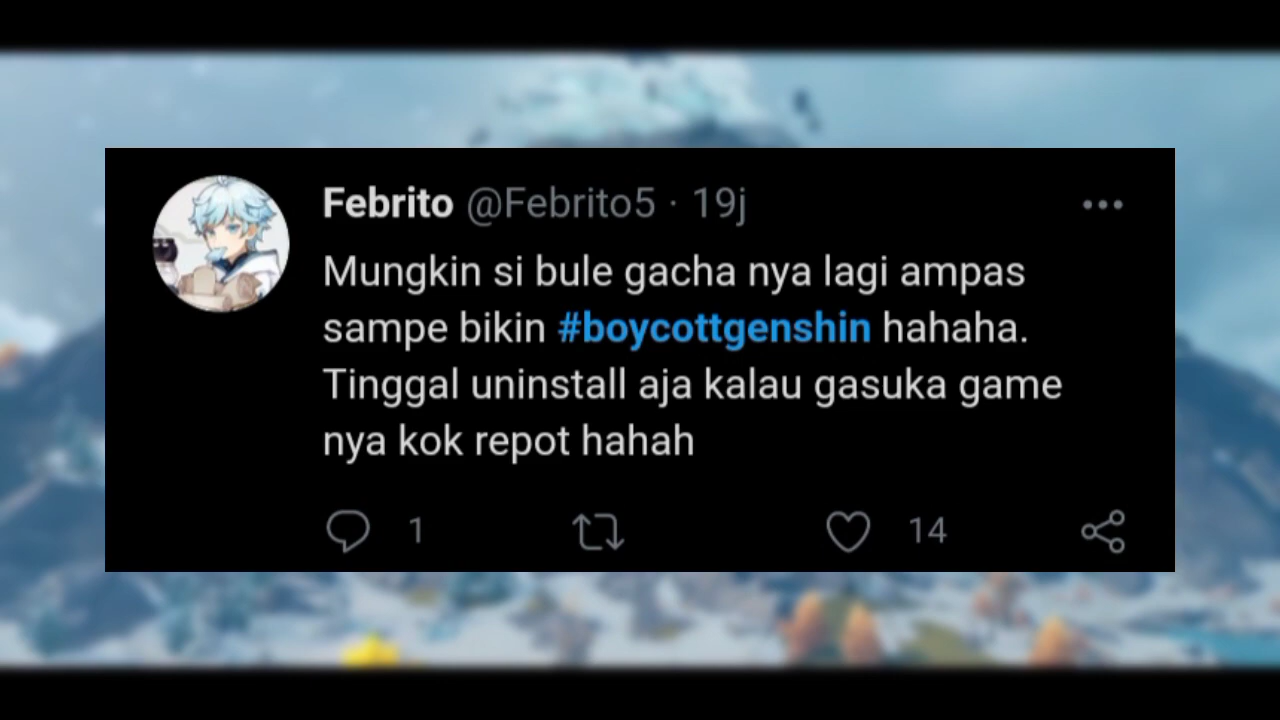 Febrito @Febrito5 · 19j
Mungkin si bule gacha nya lagi ampas
sampe bikin #boycottgenshin hahaha.
Tinggal uninstall aja kalau gasuka game
nya kok repot hahah
1 14